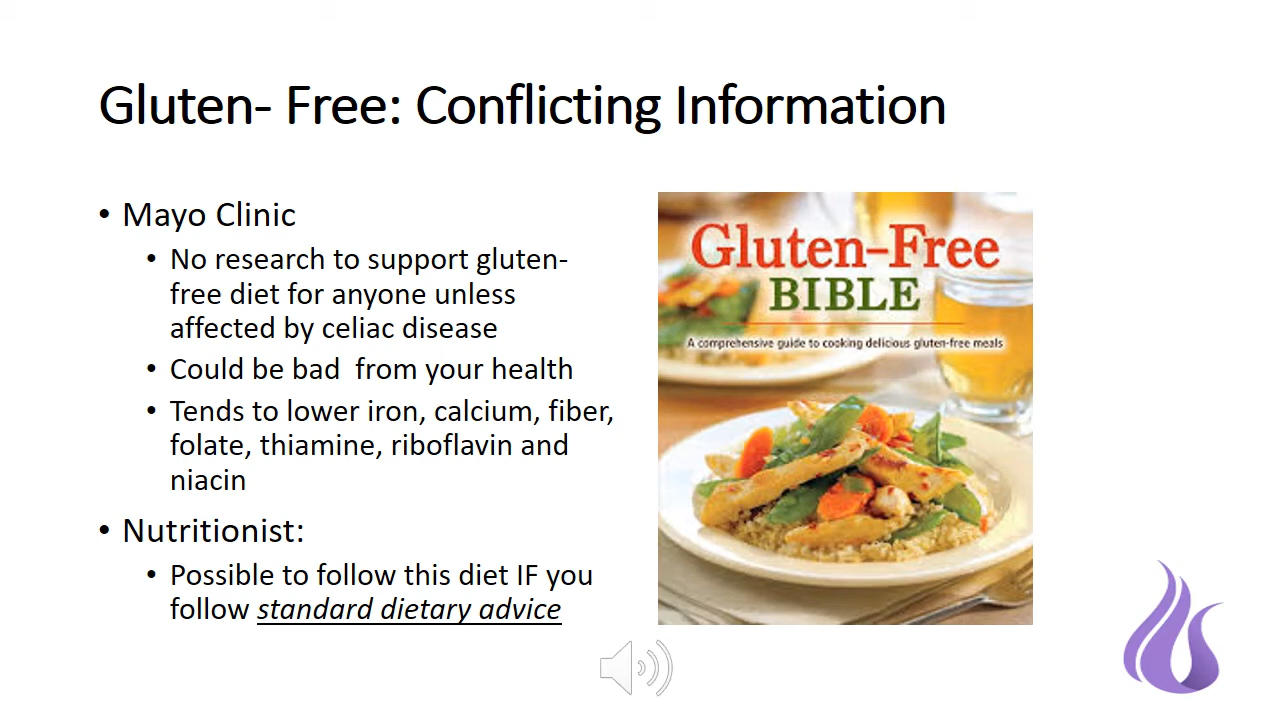 Gluten- Free: Conflicting Information
• Mayo Clinic
• No research to support gluten-
free diet for anyone unless
affected by celiac disease
• Could be bad  from your health
• Tends to lower iron, calcium, fiber,
folate, thiamine, riboflavin and
niacin
• Nutritionist:
• Possible to follow this diet IF you
follow standard dietary advice
Gluten-Free
BIBLE
A comprehensive guide to cooking delicious gluten-free meals